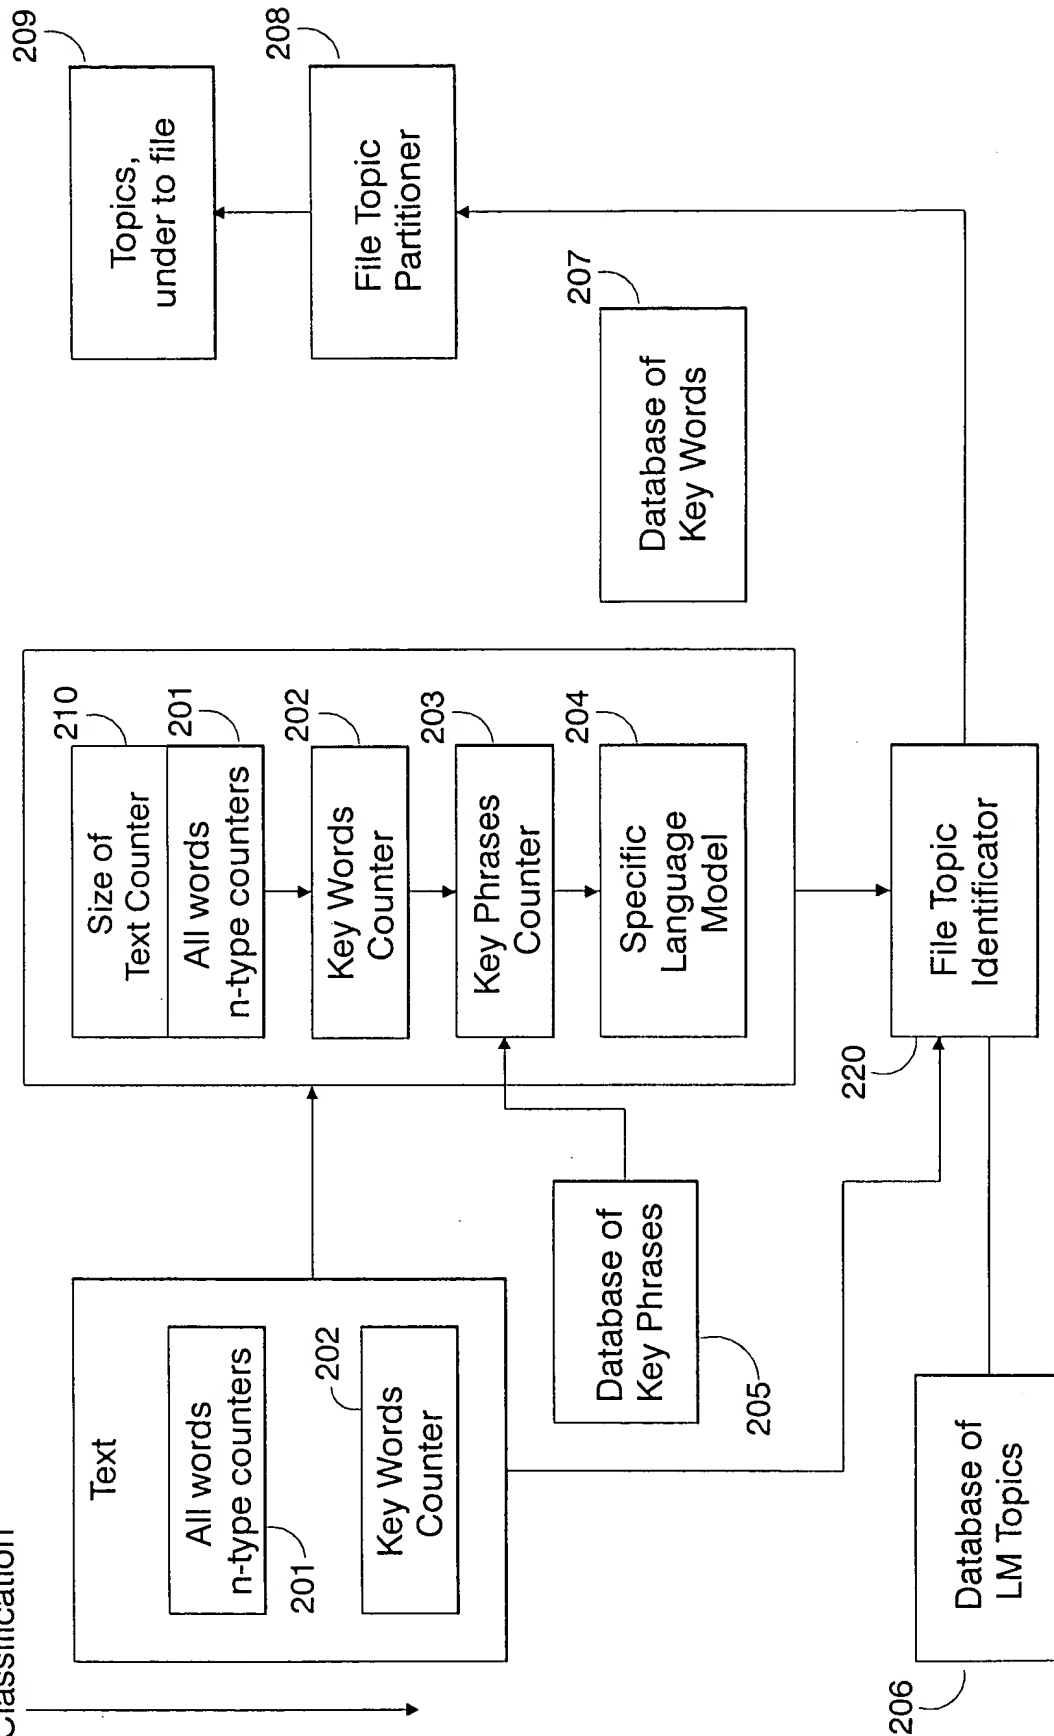 Classification
Text
All words
n-type counters
201
Key Words
Counter
202
Size of
Text Counter
210
All words
n-type counters
201
Key Words
Counter
202
Key Phrases
Counter
203
Specific
Language
Model
204
Database of
Key Phrases
205
Database of
LM Topics
206
File Topic
Identificator
220
Database of
Key Words
207
File Topic
Partitioner
208
Topics,
under to file
209